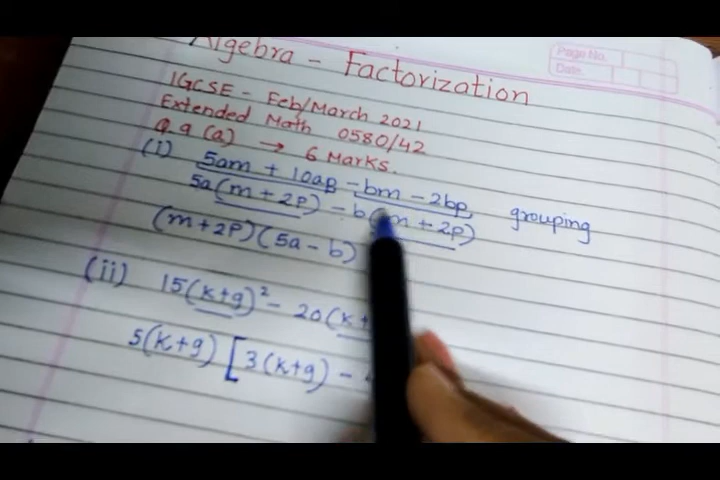 Algebra - Factorization
Page No.
Date.
IGCSE - Feb/March 2021
Extended Math 0580/42
Q.9 (a) → 6 Marks.
(i) 5am + 10ap - bm - 2bp
5a(m + 2p) - b(m + 2p) grouping
(m + 2p)(5a - b)
(ii) 15(k+g)² - 20(k+
5(k+g) [3(k+g) -